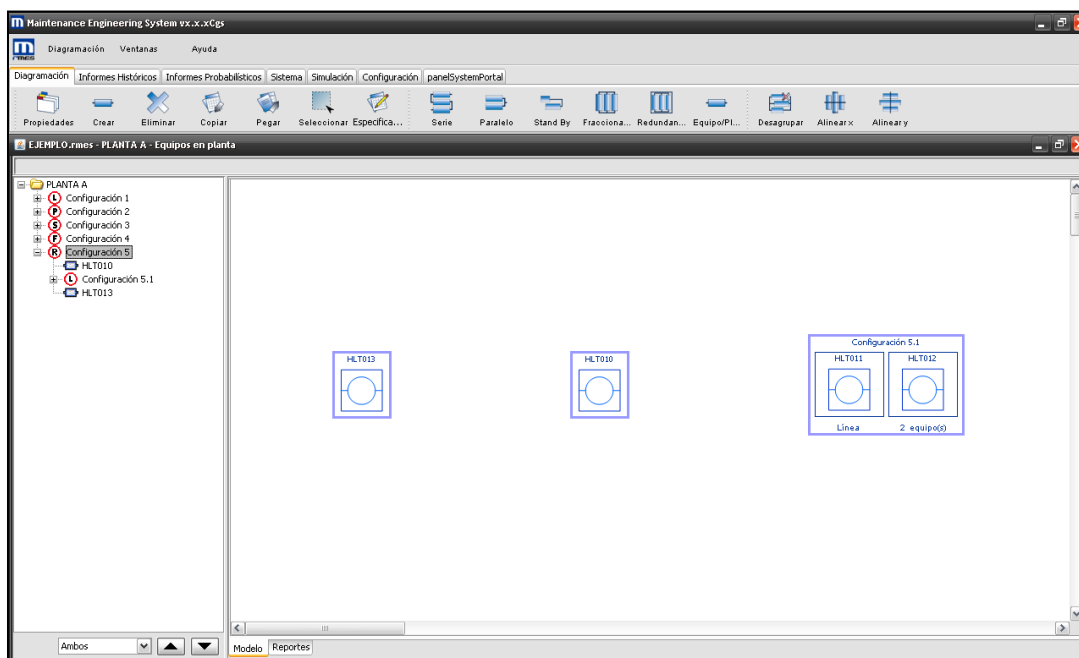 Maintenance Engineering System vx.x.xCgs
Diagramación Ventanas Ayuda
rmes
Diagramación Informes Históricos Informes Probabilísticos Sistema Simulación Configuración panelSystemPortal
Propiedades Crear Eliminar Copiar Pegar Seleccionar Especifica... Serie Paralelo Stand By Fracciona... Redundan... Equipo/Pl... Desagrupar Alinear x Alinear y
EJEMPLO.rmes - PLANTA A - Equipos en planta
PLANTA A
L Configuración 1
P Configuración 2
S Configuración 3
F Configuración 4
R Configuración 5
HLT010
L Configuración 5.1
HLT013
Configuración 5.1
HLT013 HLT010 HLT011 HLT012
Línea 2 equipo(s)
Ambos
Modelo Reportes